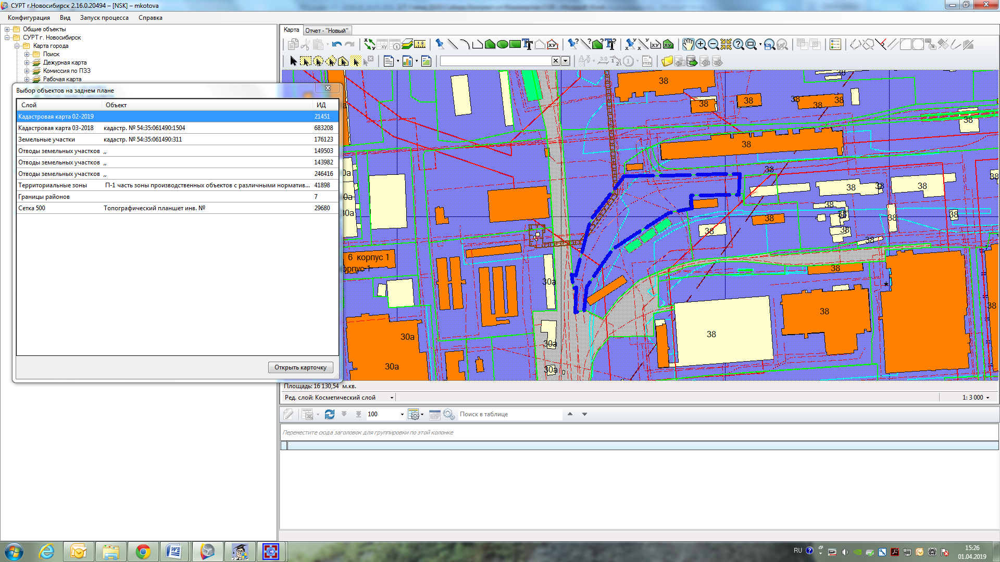 СУРТ г.Новосибирск 2.16.0.20494 – [NSK] – mkotova
Конфигурация Вид Запуск процесса Справка
Общие объекты
СУРТ г. Новосибирск
Карта города
Поиск
Дежурная карта
Комиссия по ПЗЗ
Рабочая карта
Выбор объектов на заднем плане
Слой Объект ИД
Кадастровая карта 02-2019 21451
Кадастровая карта 03-2018 кадастр. № 54:35:061490:1504 683208
Земельные участки кадастр. № 54:35:061490:311 176123
Отводы земельных участков ,, 149503
Отводы земельных участков ,, 143982
Отводы земельных участков ,, 246416
Территориальные зоны П-1 часть зоны производственных объектов с различными норматив... 41898
Границы районов 7
Сетка 500 Топографический планшет инв. № 29680
Открыть карточку
Карта Отчет - "Новый"
38
38 38 38 38 38
38
38
38 38 38 38
38
38 38 38
38 38
38
38
6 корпус 1
30а
38
38
38
30а
38
30а
30а
30а
Площадь: 16 130,54 м.кв.
Ред. слой: Косметический слой
1: 3 000
100
Поиск в таблице
Переместите сюда заголовок для группировки по этой колонке
RU
15:26
01.04.2019